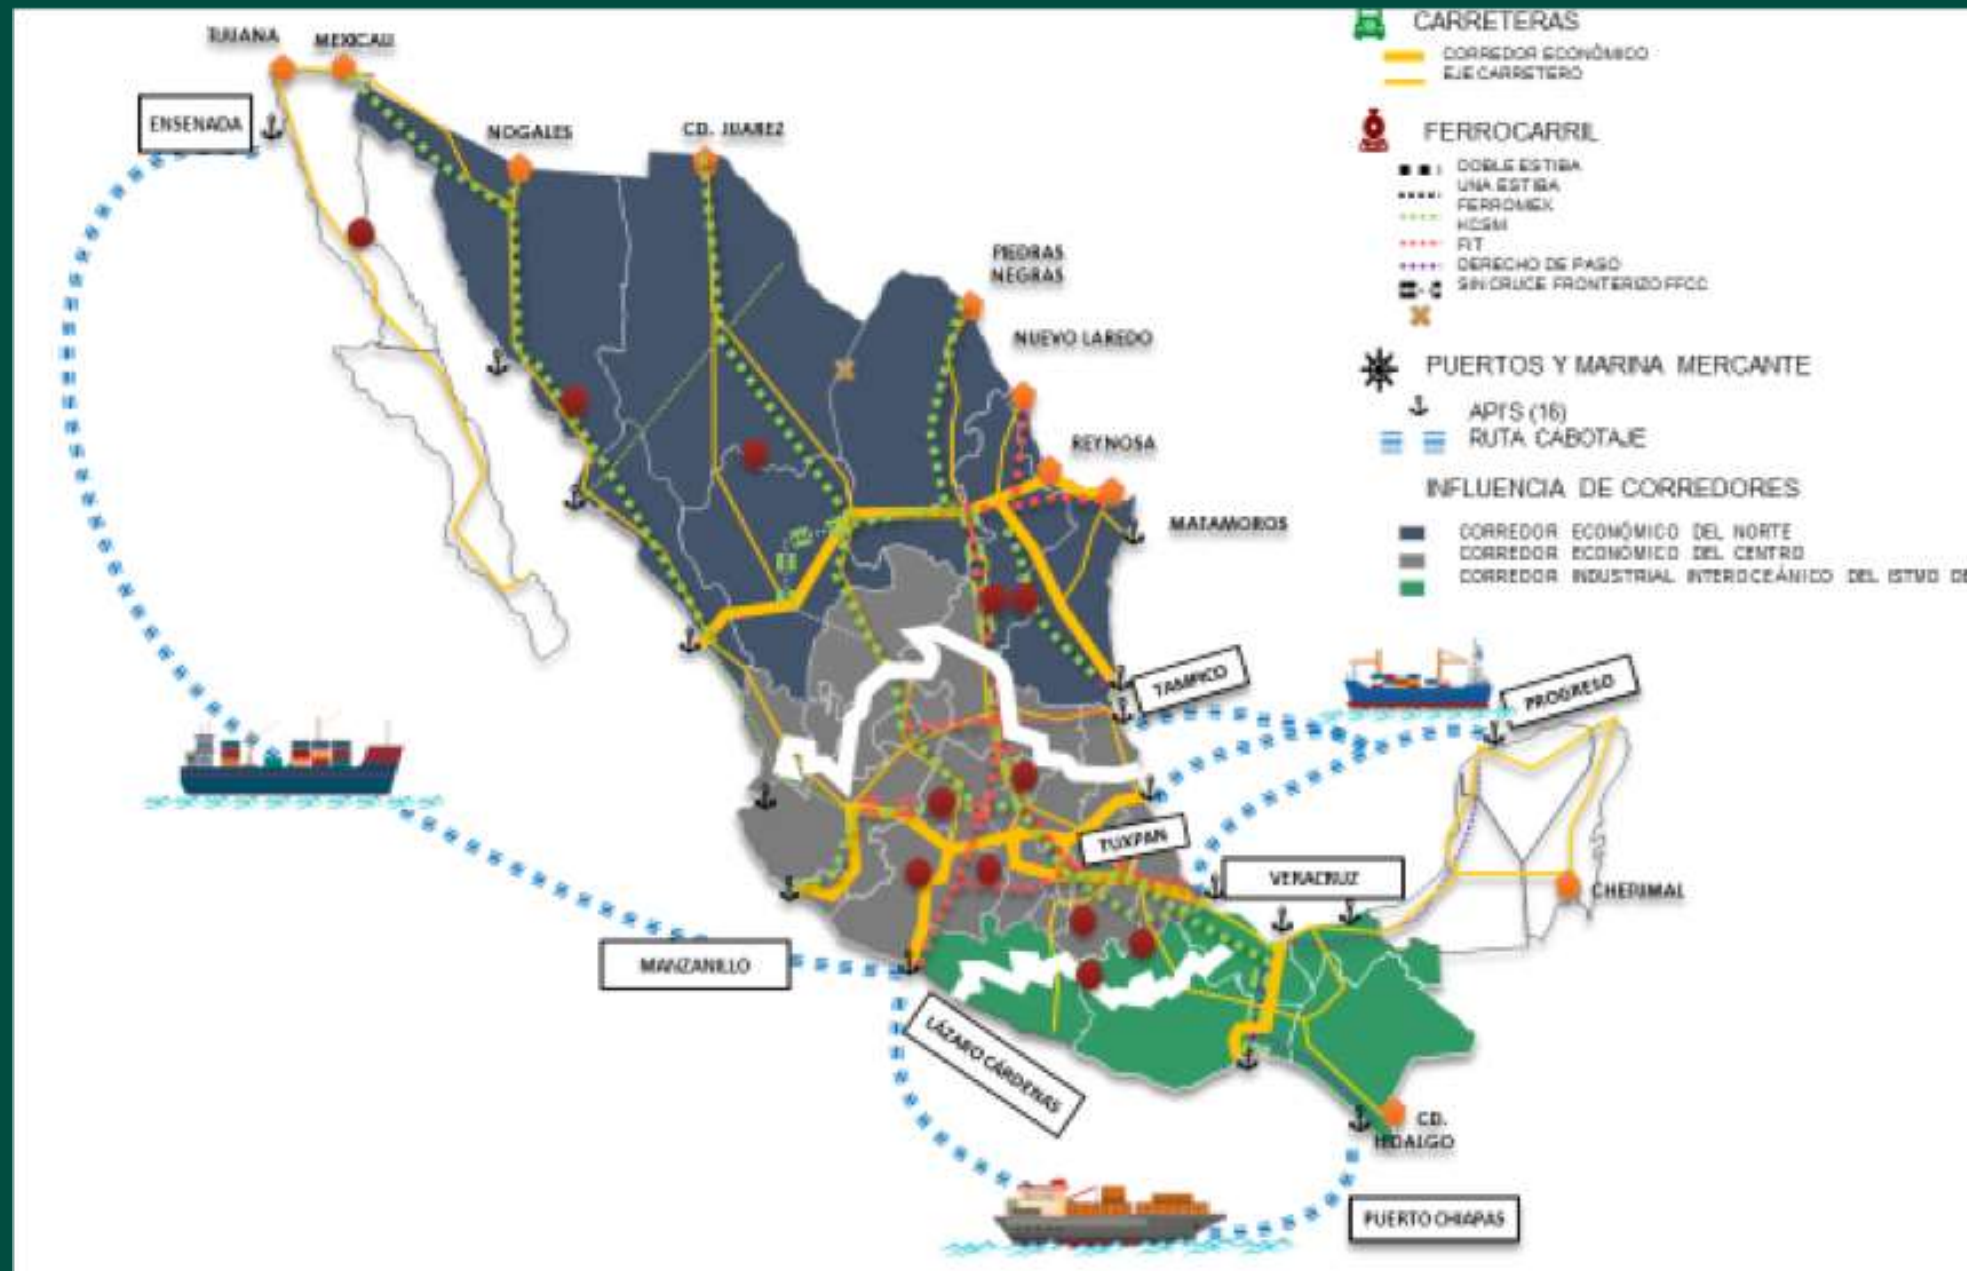 TIJUANA
MEXICALI
ENSENADA
NOGALES
CD. JUAREZ
PIEDRAS
NEGRAS
NUEVO LAREDO
REYNOSA
MATAMOROS
TAMPICO
PROGRESO
TUXPAN
VERACRUZ
CHETUMAL
MANZANILLO
LÁZARO CÁRDENAS
CD.
HIDALGO
PUERTO CHIAPAS
CARRETERAS
CORREDOR ECONÓMICO
EJE CARRETERO
FERROCARRIL
DOBLE ESTIBA
UNA ESTIBA
FERROMEX
KCSM
FIT
DERECHO DE PASO
SIN CRUCE FRONTERIZO FFCC
PUERTOS Y MARINA MERCANTE
API'S (16)
RUTA CABOTAJE
INFLUENCIA DE CORREDORES
CORREDOR ECONÓMICO DEL NORTE
CORREDOR ECONÓMICO DEL CENTRO
CORREDOR INDUSTRIAL INTEROCEÁNICO DEL ISTMO DE